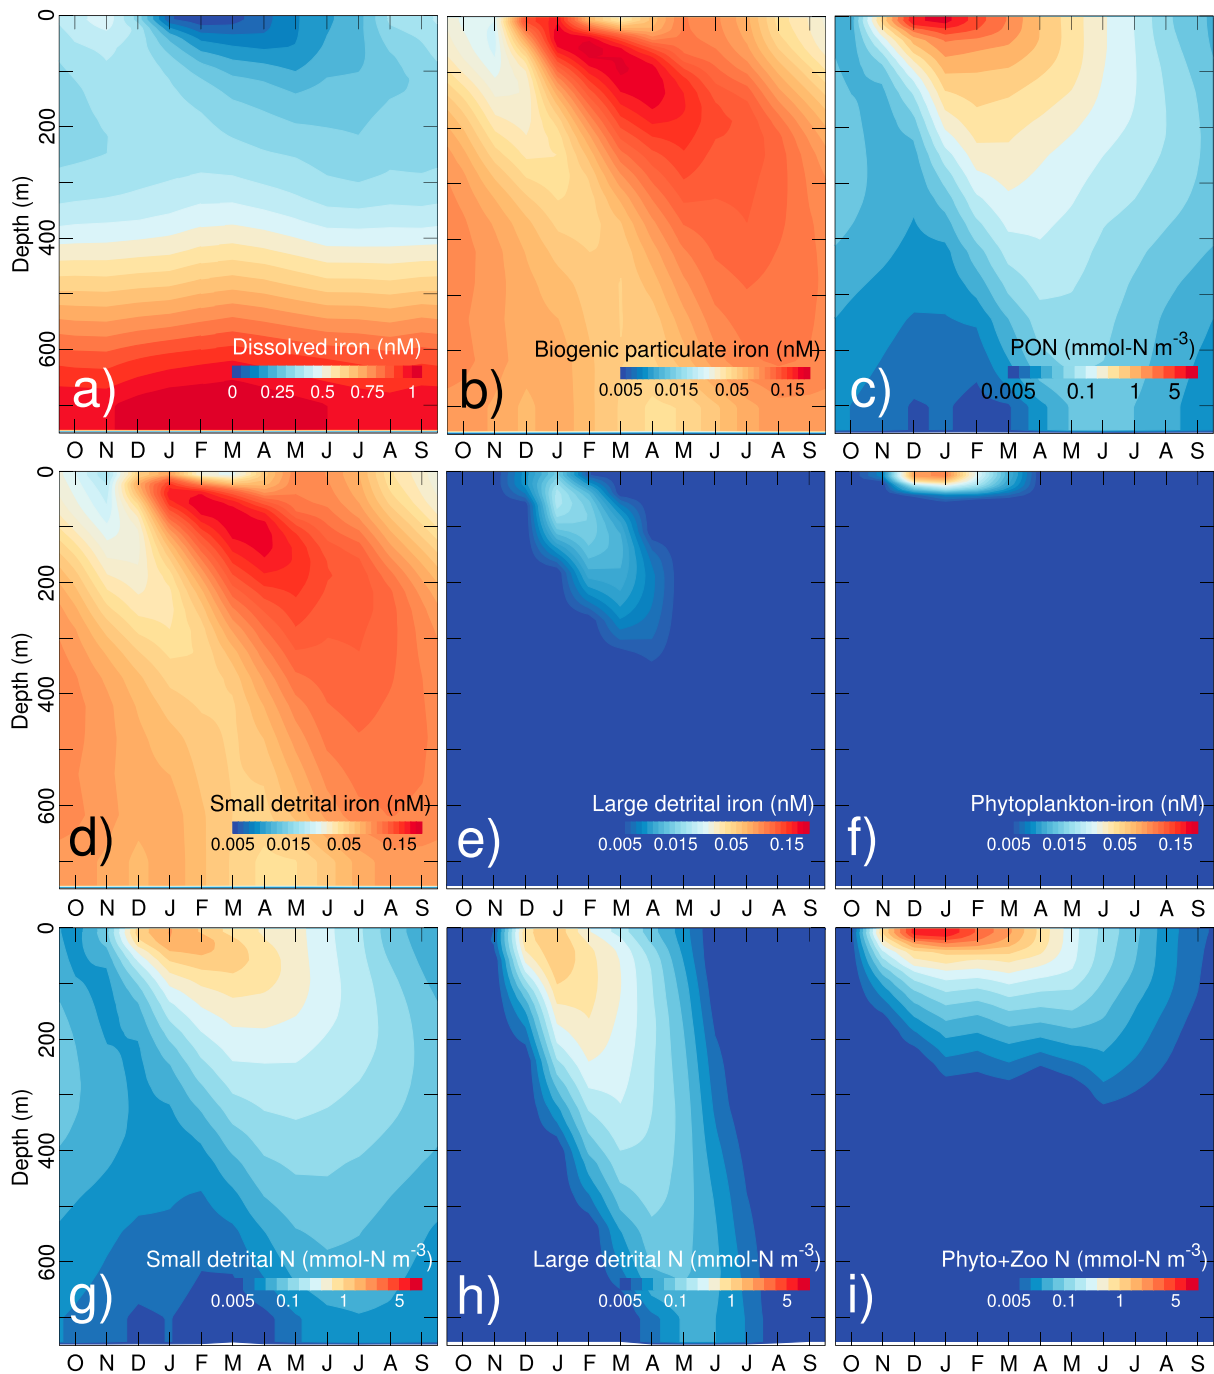 0
200
400
600
Depth (m)
Dissolved iron (nM)
0 0.25 0.5 0.75 1
a)
O N D J F M A M J J A S
Biogenic particulate iron (nM)
0.005 0.015 0.05 0.15
b)
O N D J F M A M J J A S
c)
PON (mmol-N m-3)
0.005 0.1 1 5
O N D J F M A M J J A S
0
200
400
600
Depth (m)
Small detrital iron (nM)
0.005 0.015 0.05 0.15
d)
O N D J F M A M J J A S
Large detrital iron (nM)
0.005 0.015 0.05 0.15
e)
O N D J F M A M J J A S
Phytoplankton-iron (nM)
0.005 0.015 0.05 0.15
f)
O N D J F M A M J J A S
0
200
400
600
Depth (m)
Small detrital N (mmol-N m-3)
0.005 0.1 1 5
g)
O N D J F M A M J J A S
Large detrital N (mmol-N m-3)
0.005 0.1 1 5
h)
O N D J F M A M J J A S
Phyto+Zoo N (mmol-N m-3)
0.005 0.1 1 5
i)
O N D J F M A M J J A S